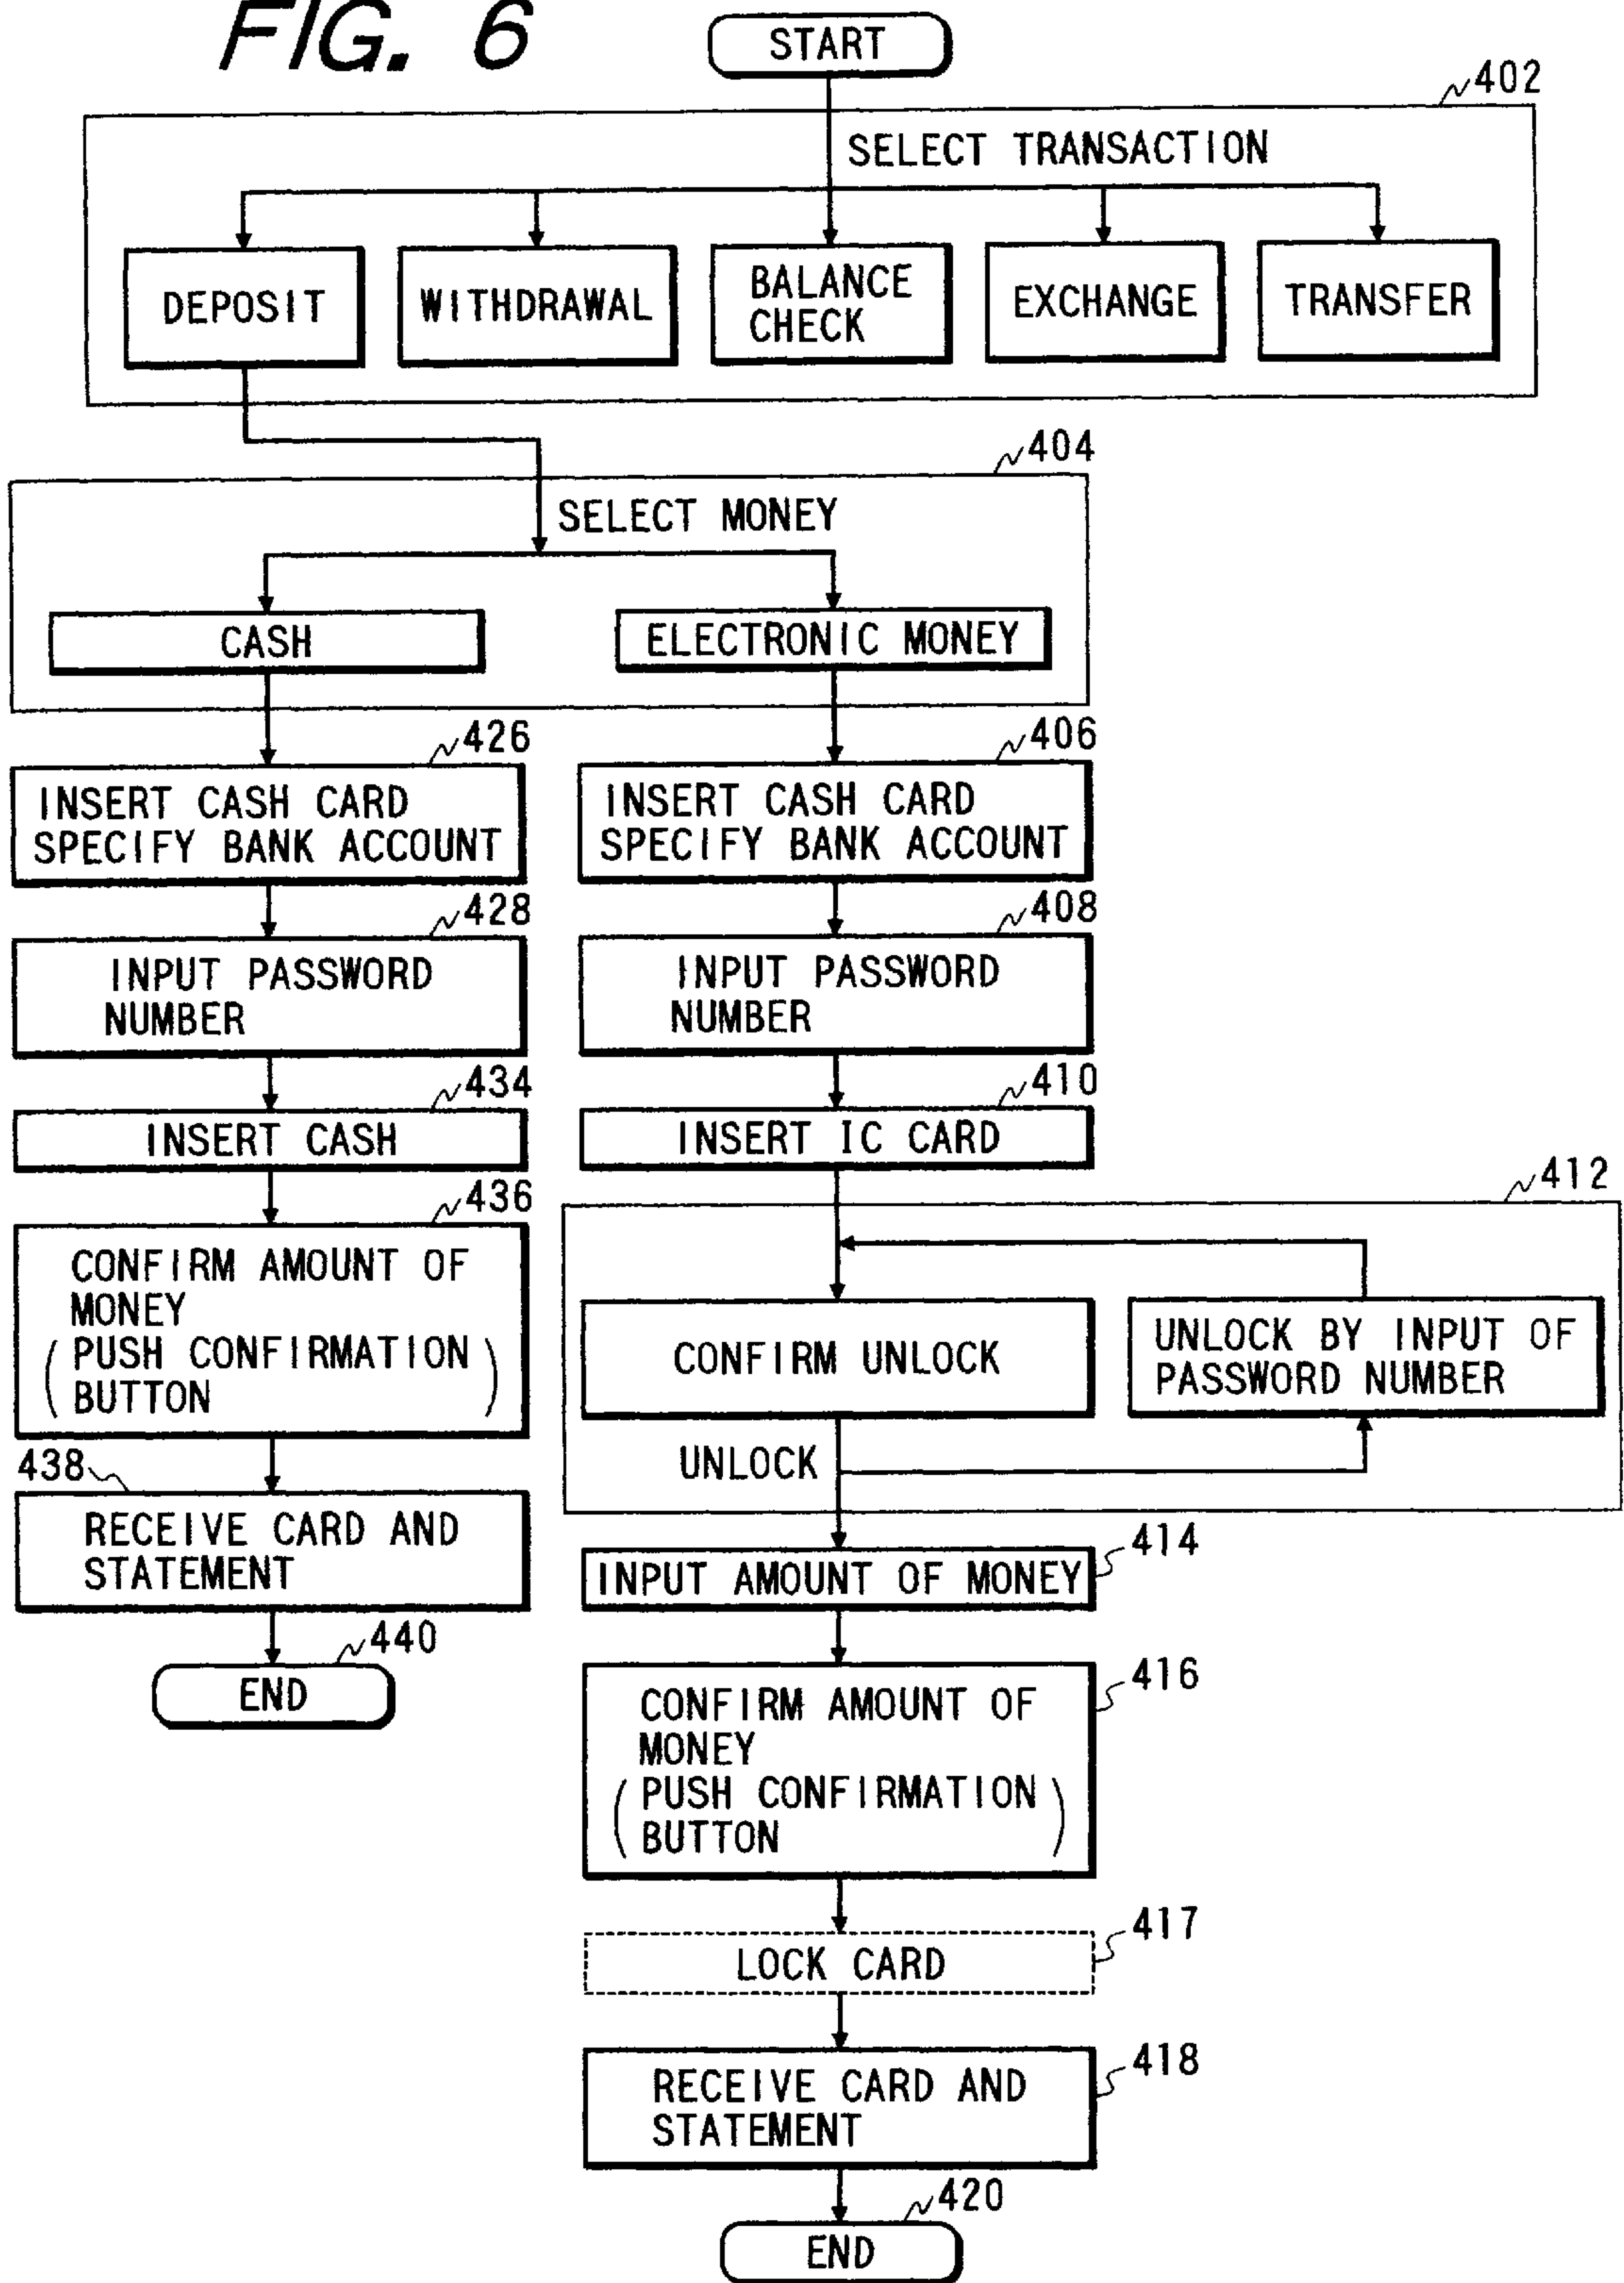 FIG. 6
START
402
SELECT TRANSACTION
DEPOSIT
WITHDRAWAL
BALANCE
CHECK
EXCHANGE
TRANSFER
404
SELECT MONEY
CASH
ELECTRONIC MONEY
426
INSERT CASH CARD
SPECIFY BANK ACCOUNT
428
INPUT PASSWORD
NUMBER
434
INSERT CASH
436
CONFIRM AMOUNT OF
MONEY
(PUSH CONFIRMATION
BUTTON)
438
RECEIVE CARD AND
STATEMENT
440
END
406
INSERT CASH CARD
SPECIFY BANK ACCOUNT
408
INPUT PASSWORD
NUMBER
410
INSERT IC CARD
412
CONFIRM UNLOCK
UNLOCK BY INPUT OF
PASSWORD NUMBER
UNLOCK
414
INPUT AMOUNT OF MONEY
416
CONFIRM AMOUNT OF
MONEY
(PUSH CONFIRMATION
BUTTON)
417
LOCK CARD
418
RECEIVE CARD AND
STATEMENT
420
END